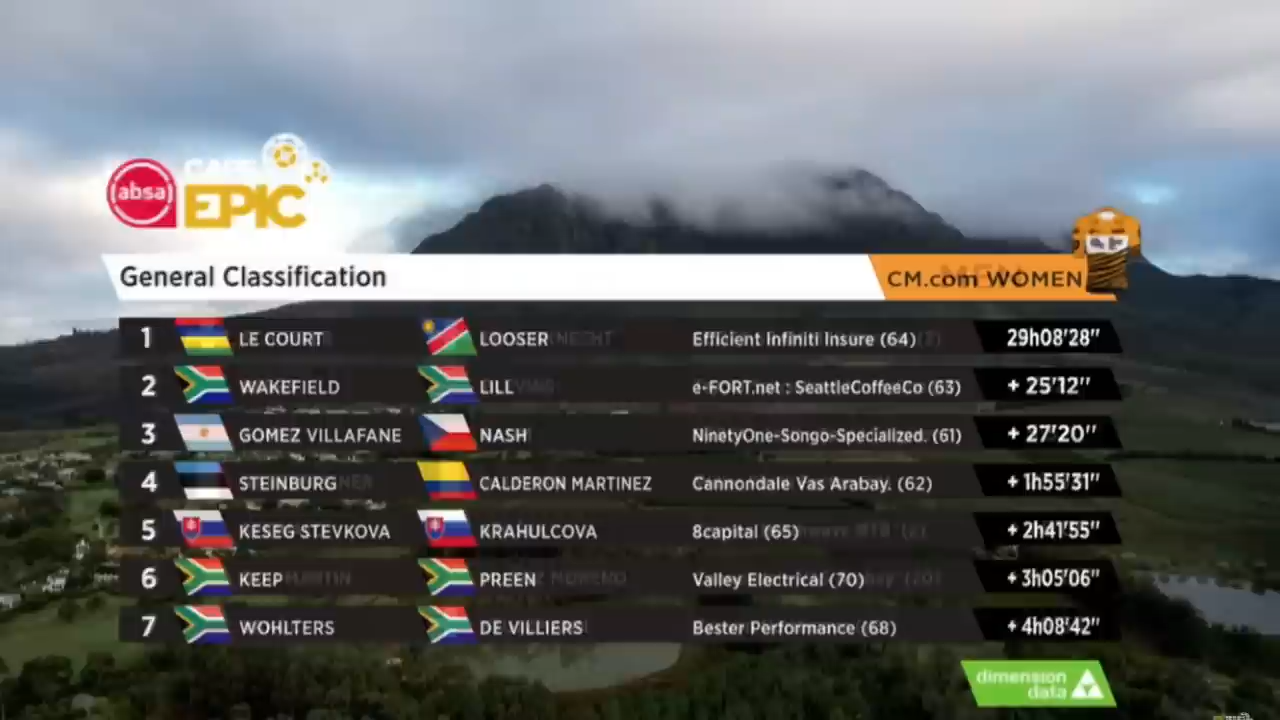 absa
CAPE
EPIC
General Classification
CM.com WOMEN
1 LE COURT LOOSER Efficient Infiniti Insure (64) 29h08'28"
2 WAKEFIELD LILL e-FORT.net : SeattleCoffeeCo (63) + 25'12"
3 GOMEZ VILLAFANE NASH NinetyOne-Songo-Specialized. (61) + 27'20"
4 STEINBURG CALDERON MARTINEZ Cannondale Vas Arabay. (62) + 1h55'31"
5 KESEG STEVKOVA KRAHULCOVA 8capital (65) + 2h41'55"
6 KEEP PREEN Valley Electrical (70) + 3h05'06"
7 WOHLTERS DE VILLIERS Bester Performance (68) + 4h08'42"
dimension
data